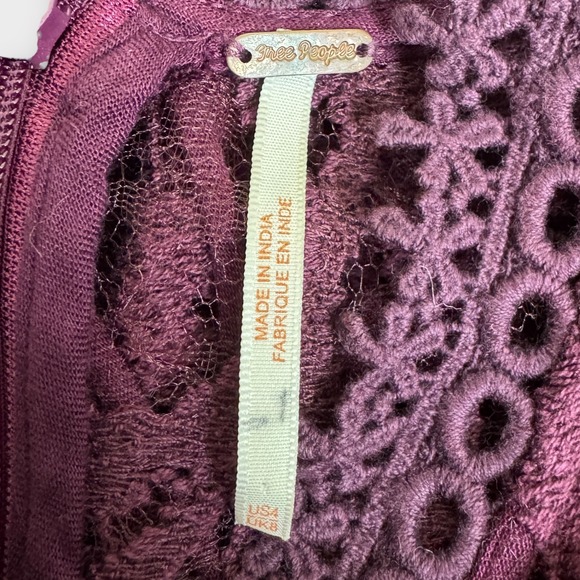 Free People
MADE IN INDIA
FABRIQUE EN INDE
US4
UK8